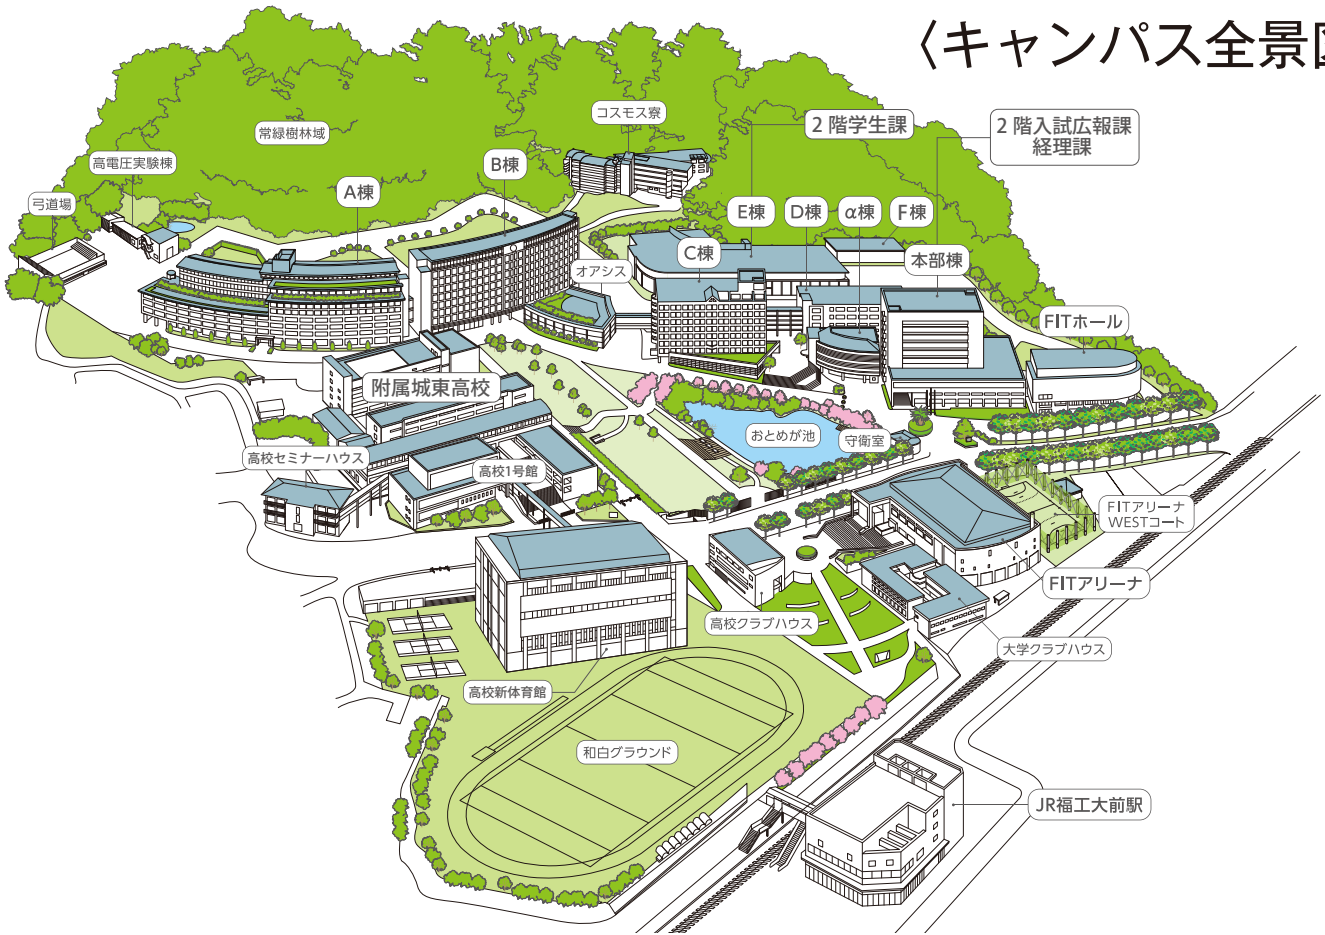 〈キャンパス全景図
コスモス寮
2階学生課
2階入試広報課
経理課
常緑樹林域
高電圧実験棟
B棟
A棟
弓道場
E棟
D棟
α棟
F棟
C棟
本部棟
オアシス
FITホール
附属城東高校
おとめが池
守衛室
高校セミナーハウス
高校1号館
FITアリーナ
WESTコート
FITアリーナ
高校クラブハウス
大学クラブハウス
高校新体育館
和白グラウンド
JR福工大前駅